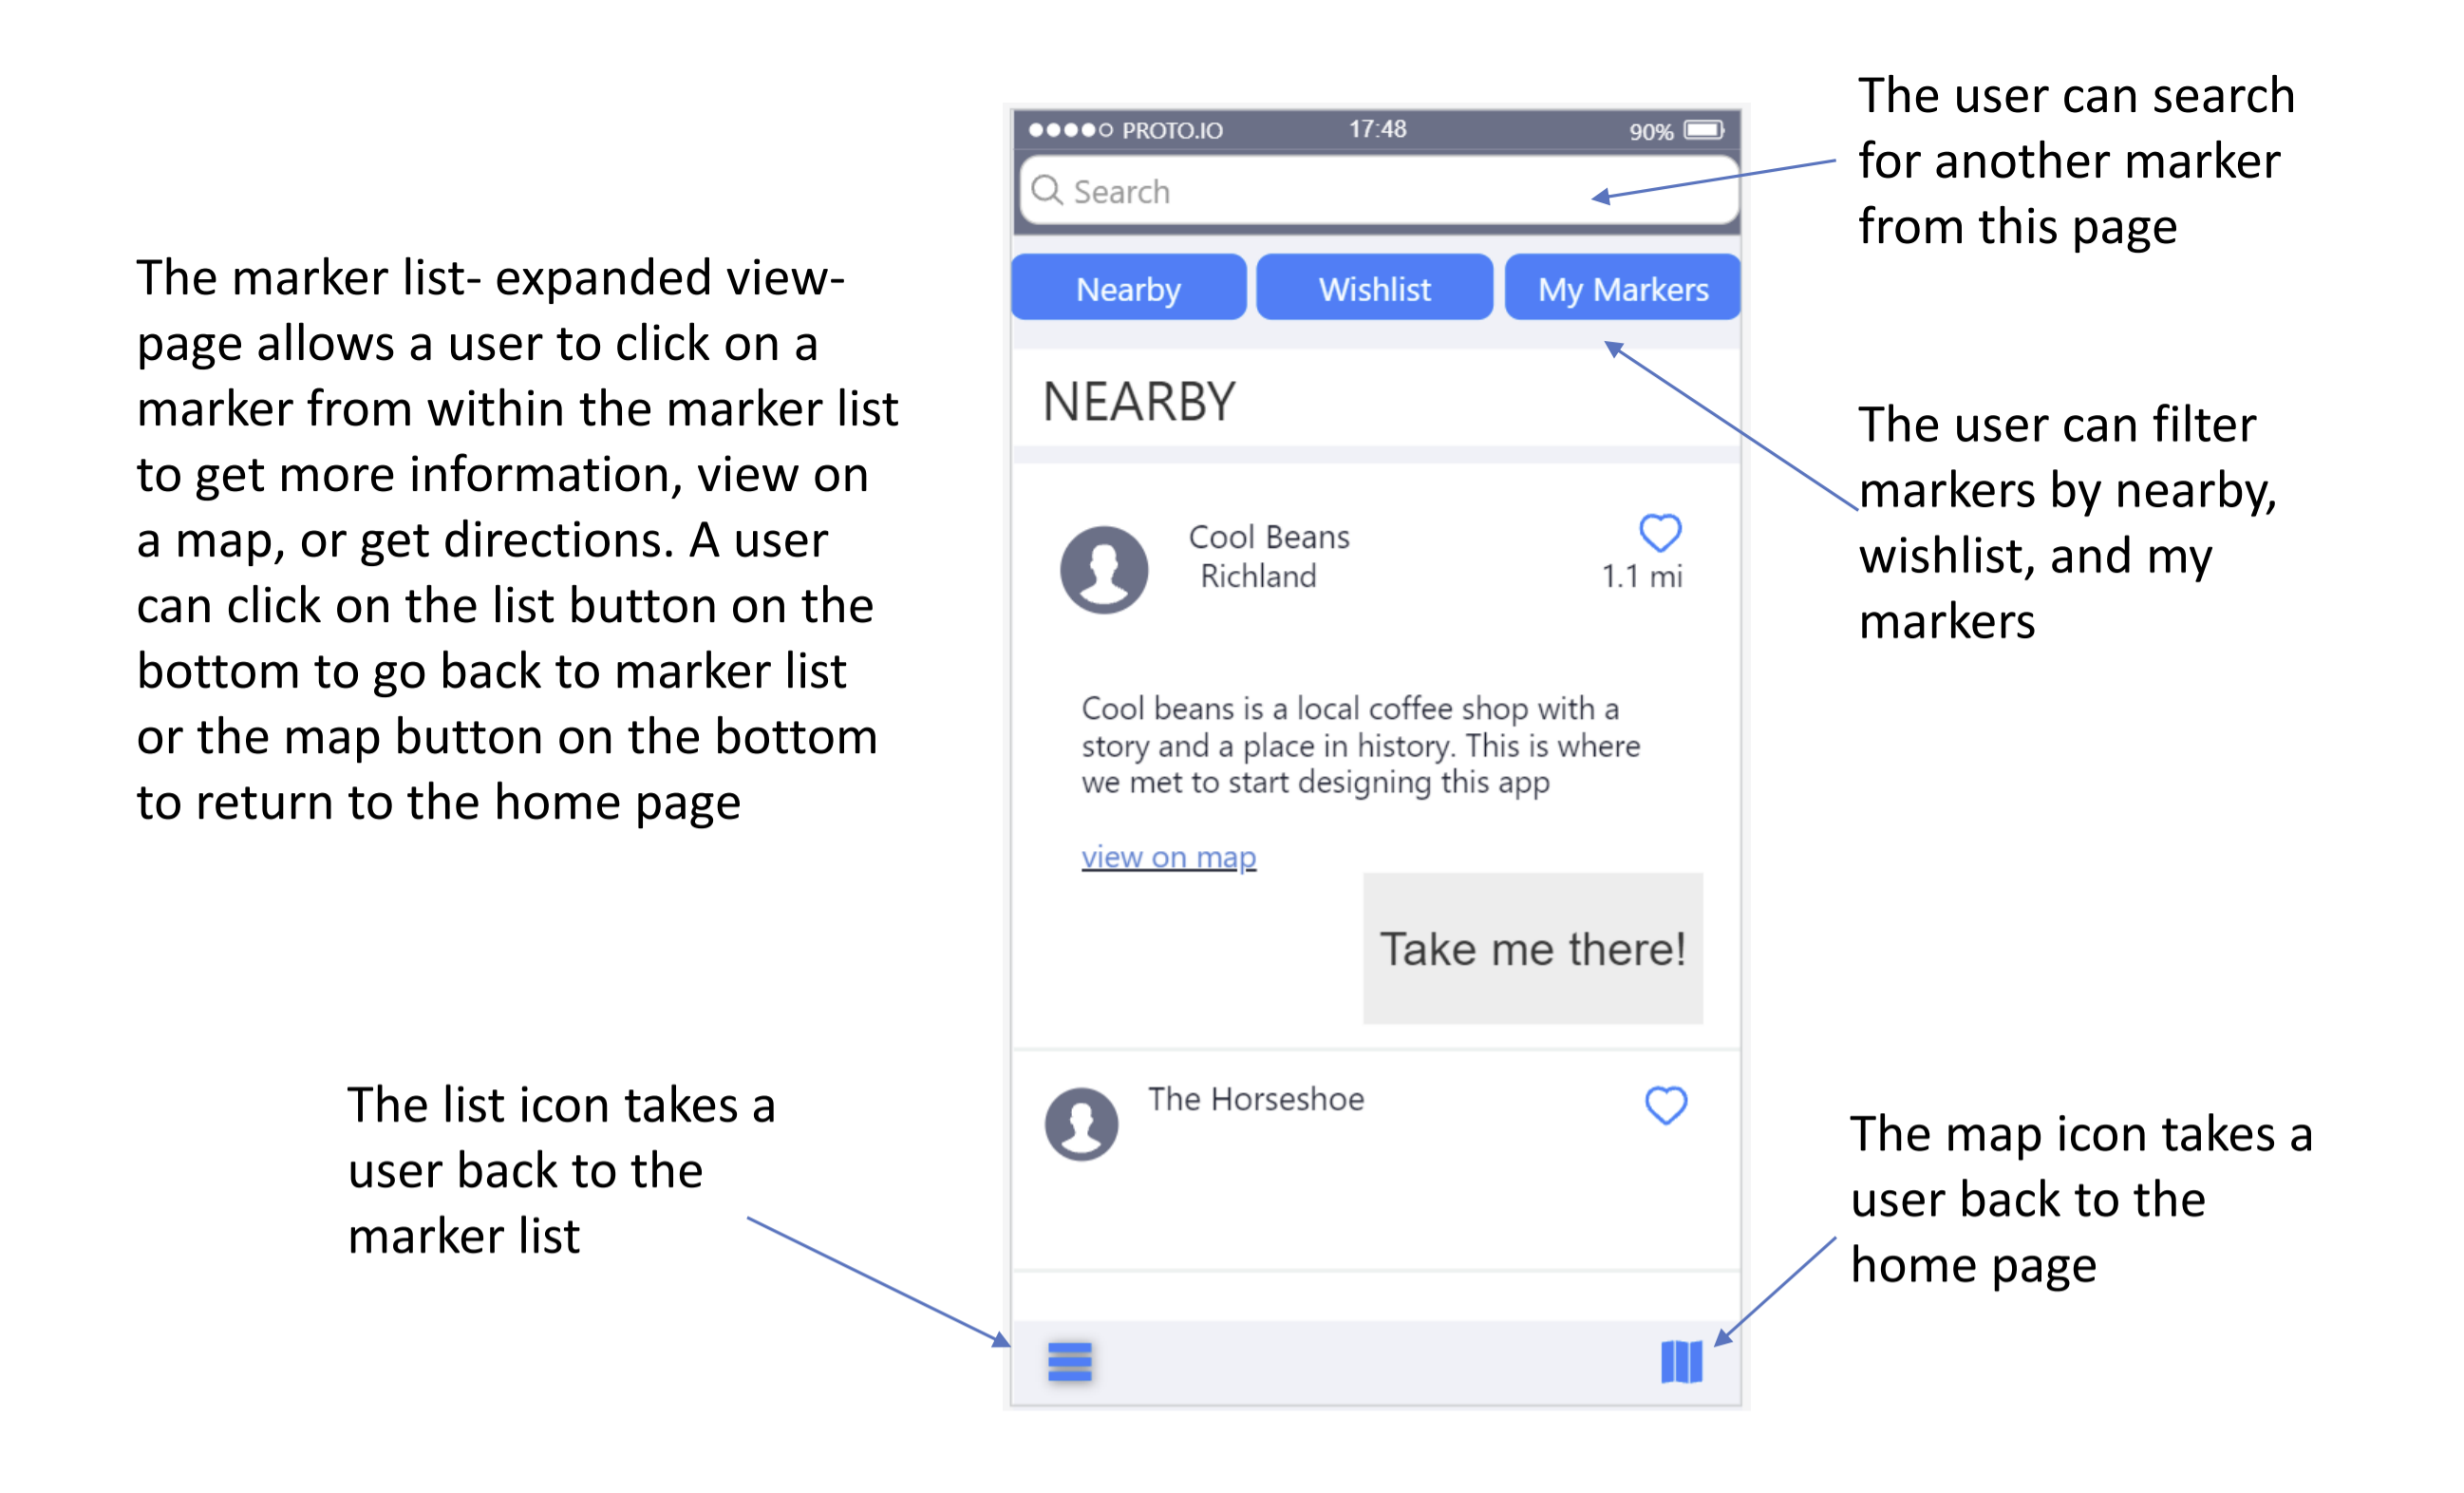 The marker list- expanded view-
page allows a user to click on a
marker from within the marker list
to get more information, view on
a map, or get directions. A user
can click on the list button on the
bottom to go back to marker list
or the map button on the bottom
to return to the home page
The list icon takes a
user back to the
marker list
PROTO.IO 17:48 90%
Search
Nearby Wishlist My Markers
NEARBY
Cool Beans
Richland 1.1 mi
Cool beans is a local coffee shop with a
story and a place in history. This is where
we met to start designing this app
view on map
Take me there!
The Horseshoe
The user can search
for another marker
from this page
The user can filter
markers by nearby,
wishlist, and my
markers
The map icon takes a
user back to the
home page